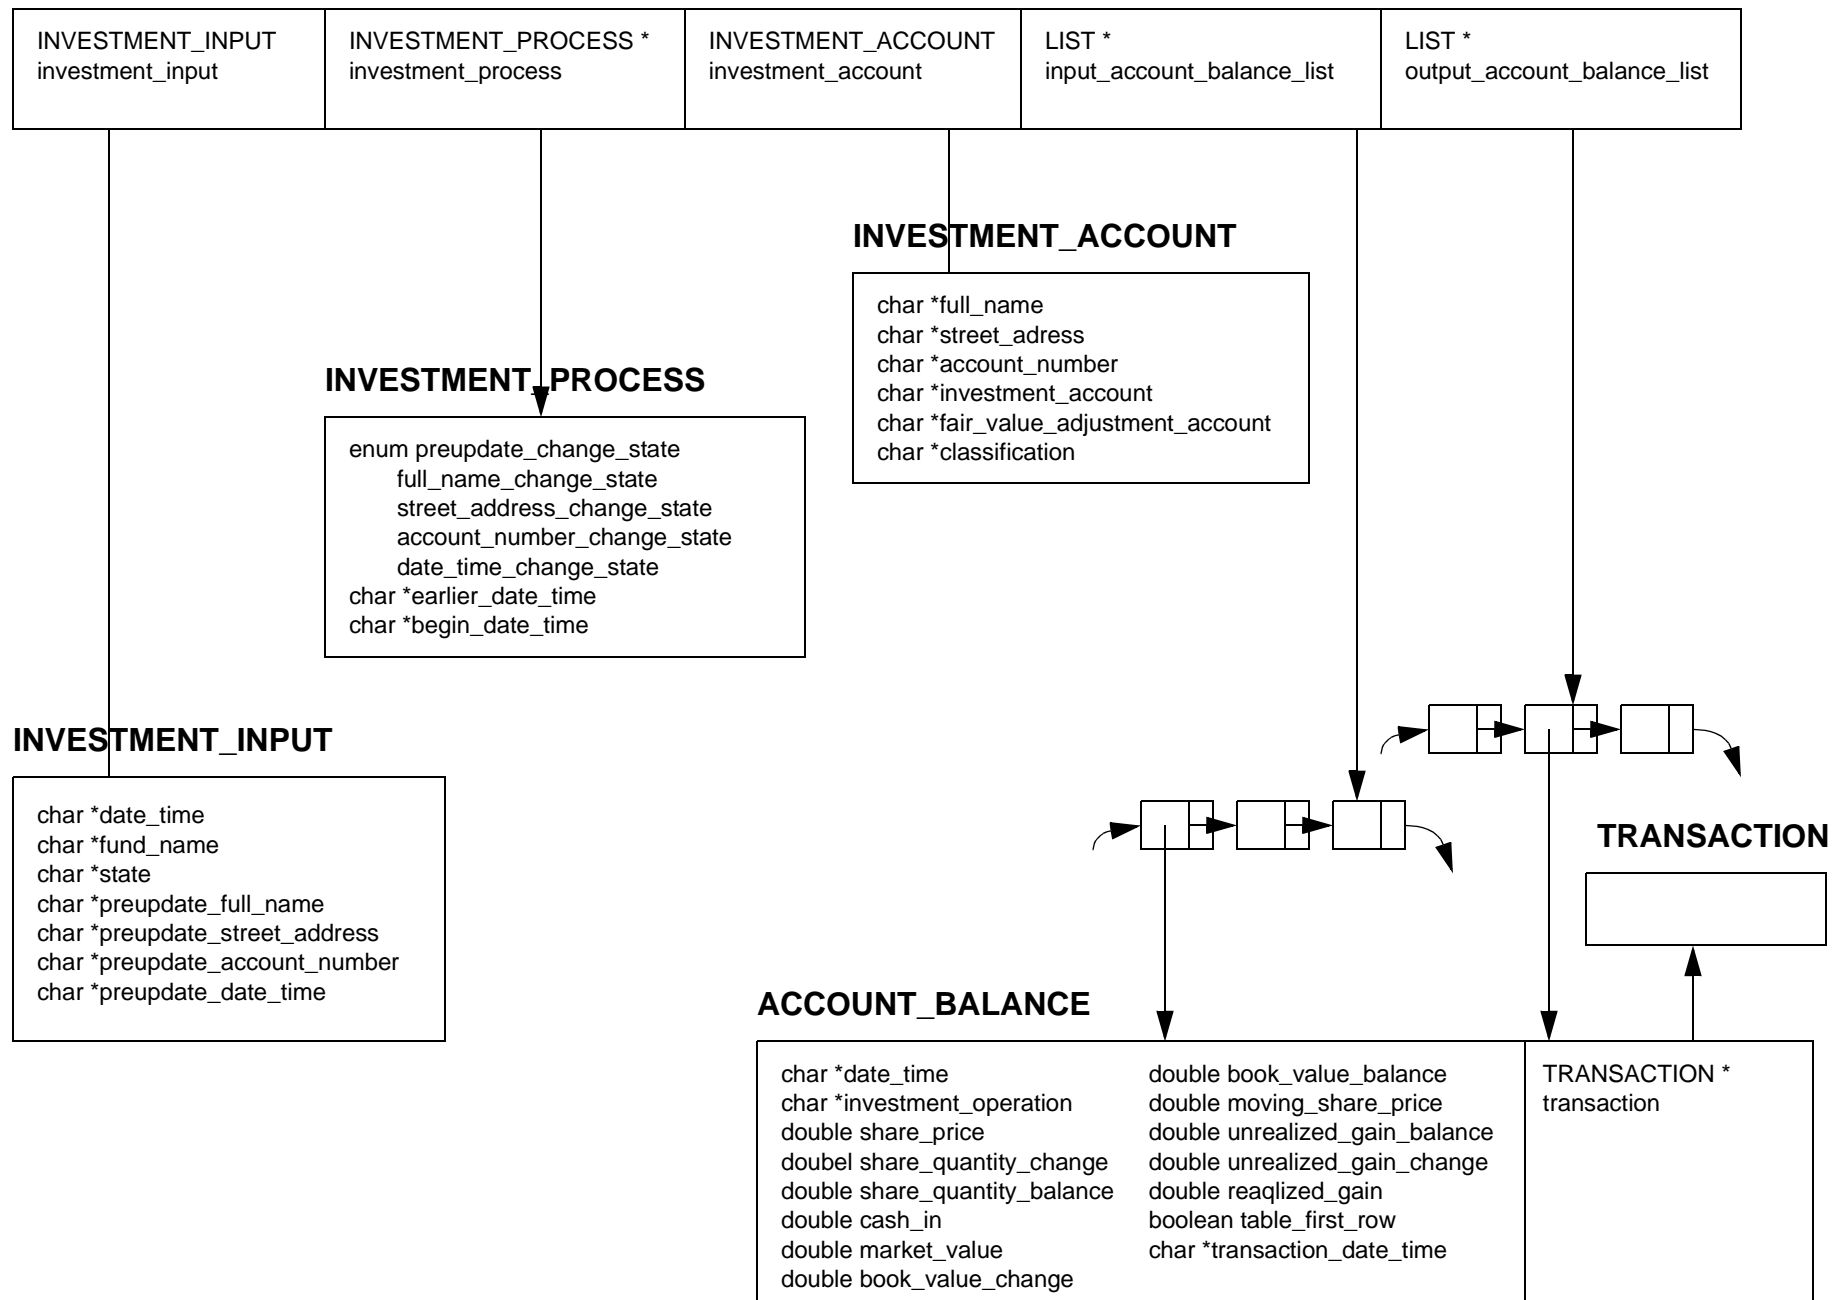 INVESTMENT_INPUT
investment_input
INVESTMENT_PROCESS *
investment_process
INVESTMENT_ACCOUNT
investment_account
LIST *
input_account_balance_list
LIST *
output_account_balance_list
INVESTMENT_ACCOUNT
char *full_name
char *street_adress
char *account_number
char *investment_account
char *fair_value_adjustment_account
char *classification
INVESTMENT_PROCESS
enum preupdate_change_state
full_name_change_state
street_address_change_state
account_number_change_state
date_time_change_state
char *earlier_date_time
char *begin_date_time
INVESTMENT_INPUT
char *date_time
char *fund_name
char *state
char *preupdate_full_name
char *preupdate_street_address
char *preupdate_account_number
char *preupdate_date_time
TRANSACTION
ACCOUNT_BALANCE
char *date_time
char *investment_operation
double share_price
doubel share_quantity_change
double share_quantity_balance
double cash_in
double market_value
double book_value_change
double book_value_balance
double moving_share_price
double unrealized_gain_balance
double unrealized_gain_change
double reaqlized_gain
boolean table_first_row
char *transaction_date_time
TRANSACTION *
transaction